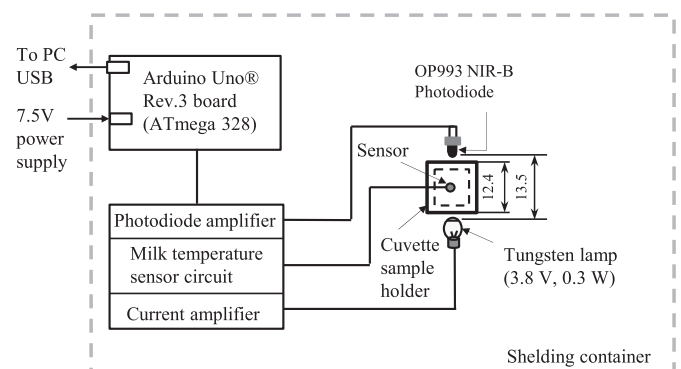 To PC
USB
7.5V
power
supply
Arduino Uno®
Rev.3 board
(ATmega 328)
OP993 NIR-B
Photodiode
Sensor
12.4
13.5
Photodiode amplifier
Milk temperature
sensor circuit
Current amplifier
Cuvette
sample
holder
Tungsten lamp
(3.8 V, 0.3 W)
Shelding container